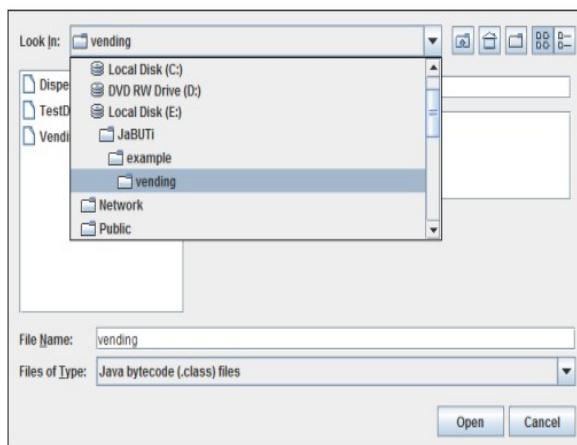 Look In: vending
Local Disk (C:)
Dispe DVD RW Drive (D:)
TestD Local Disk (E:)
Vendi JaBUTi
example
vending
Network
Public
File Name: vending
Files of Type: Java bytecode (.class) files
Open Cancel